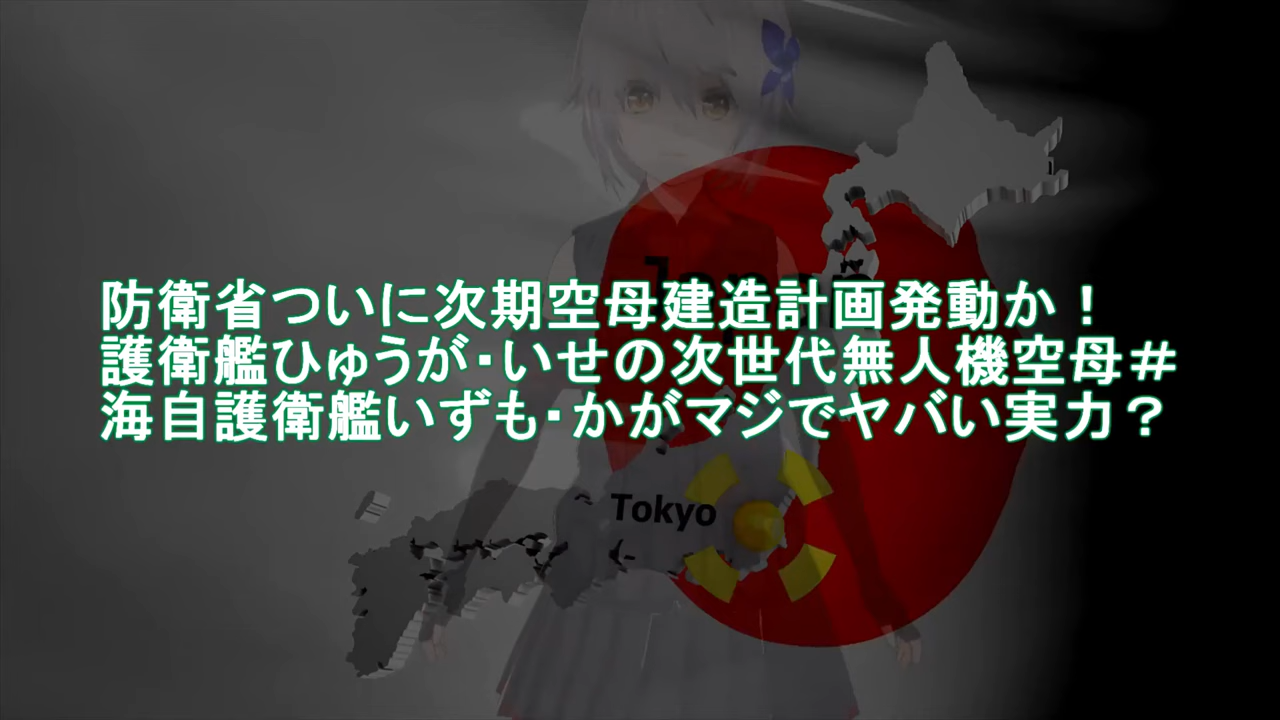 防衛省ついに次期空母建造計画発動か！
護衛艦ひゅうが・いせの次世代無人機空母＃
海自護衛艦いずも・かがマジでヤバい実力？
Japan
Tokyo